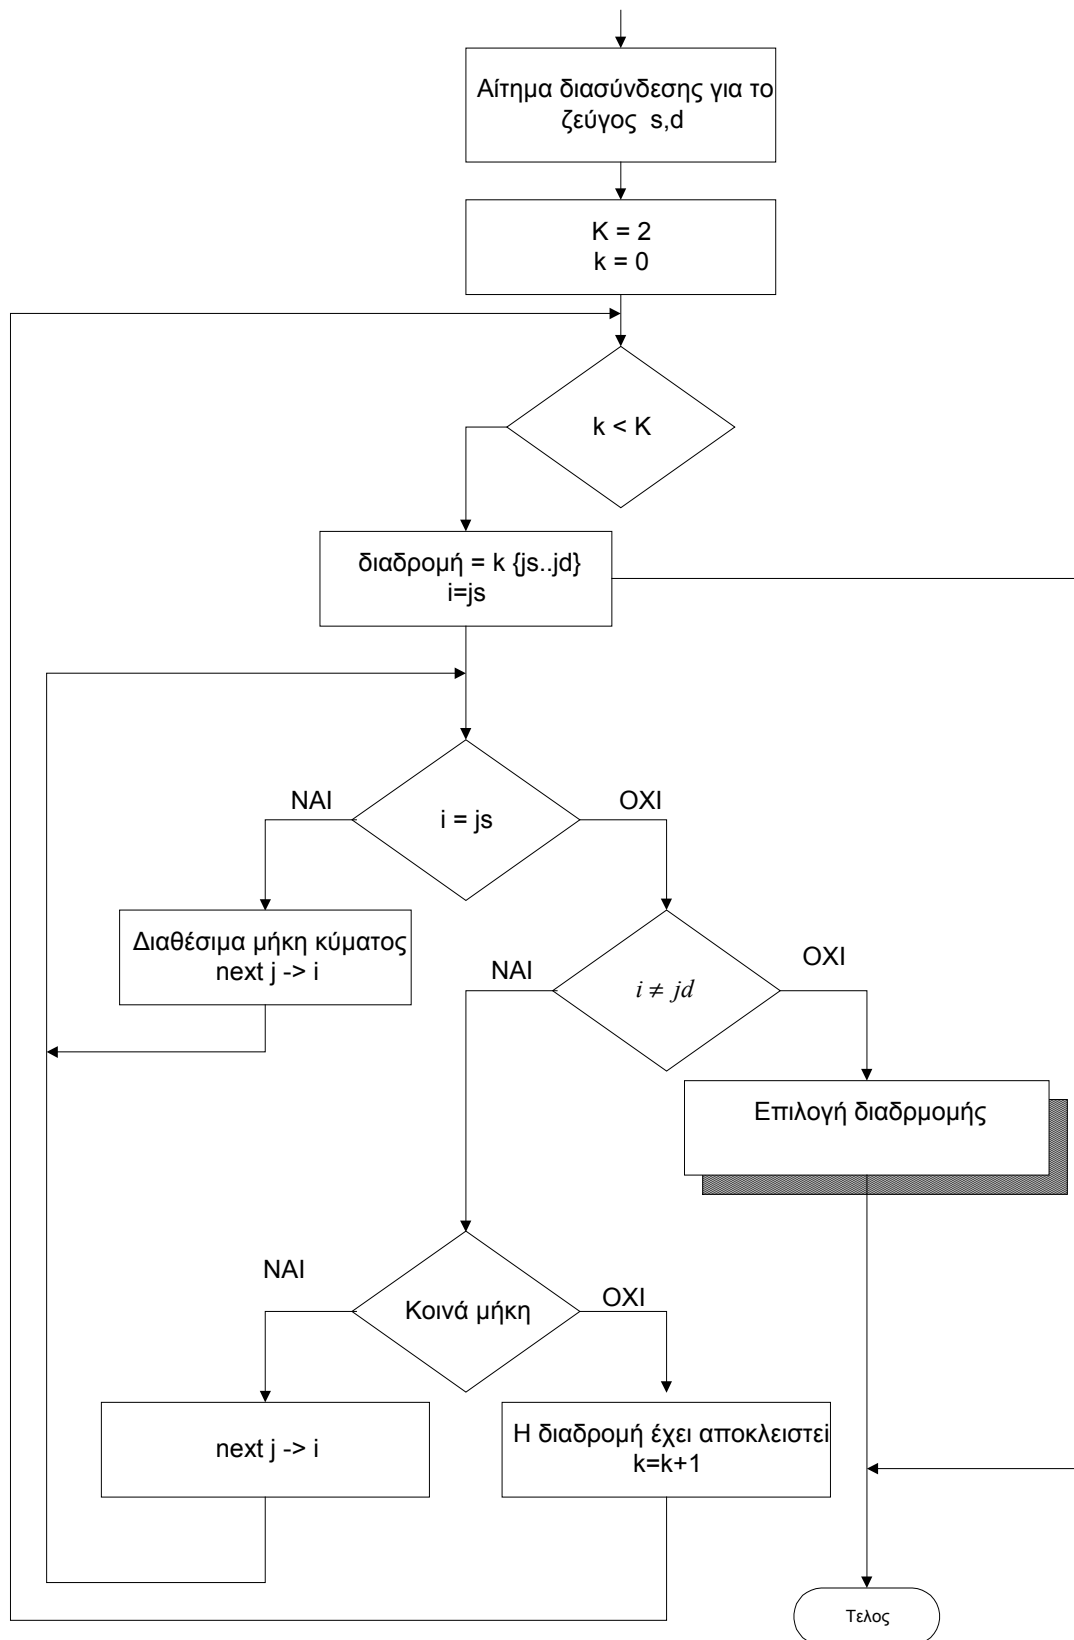 Αίτημα διασύνδεσης για το
ζεύγος s,d
K = 2
k = 0
k < K
διαδρομή = k {js..jd}
i=js
ΝΑΙ
ΟΧΙ
i = js
Διαθέσιμα μήκη κύματος
next j -> i
ΝΑΙ
ΟΧΙ
i ≠ jd
Επιλογή διαδρμομής
ΝΑΙ
ΟΧΙ
Κοινά μήκη
next j -> i
Η διαδρομή έχει αποκλειστεί
k=k+1
Τελος